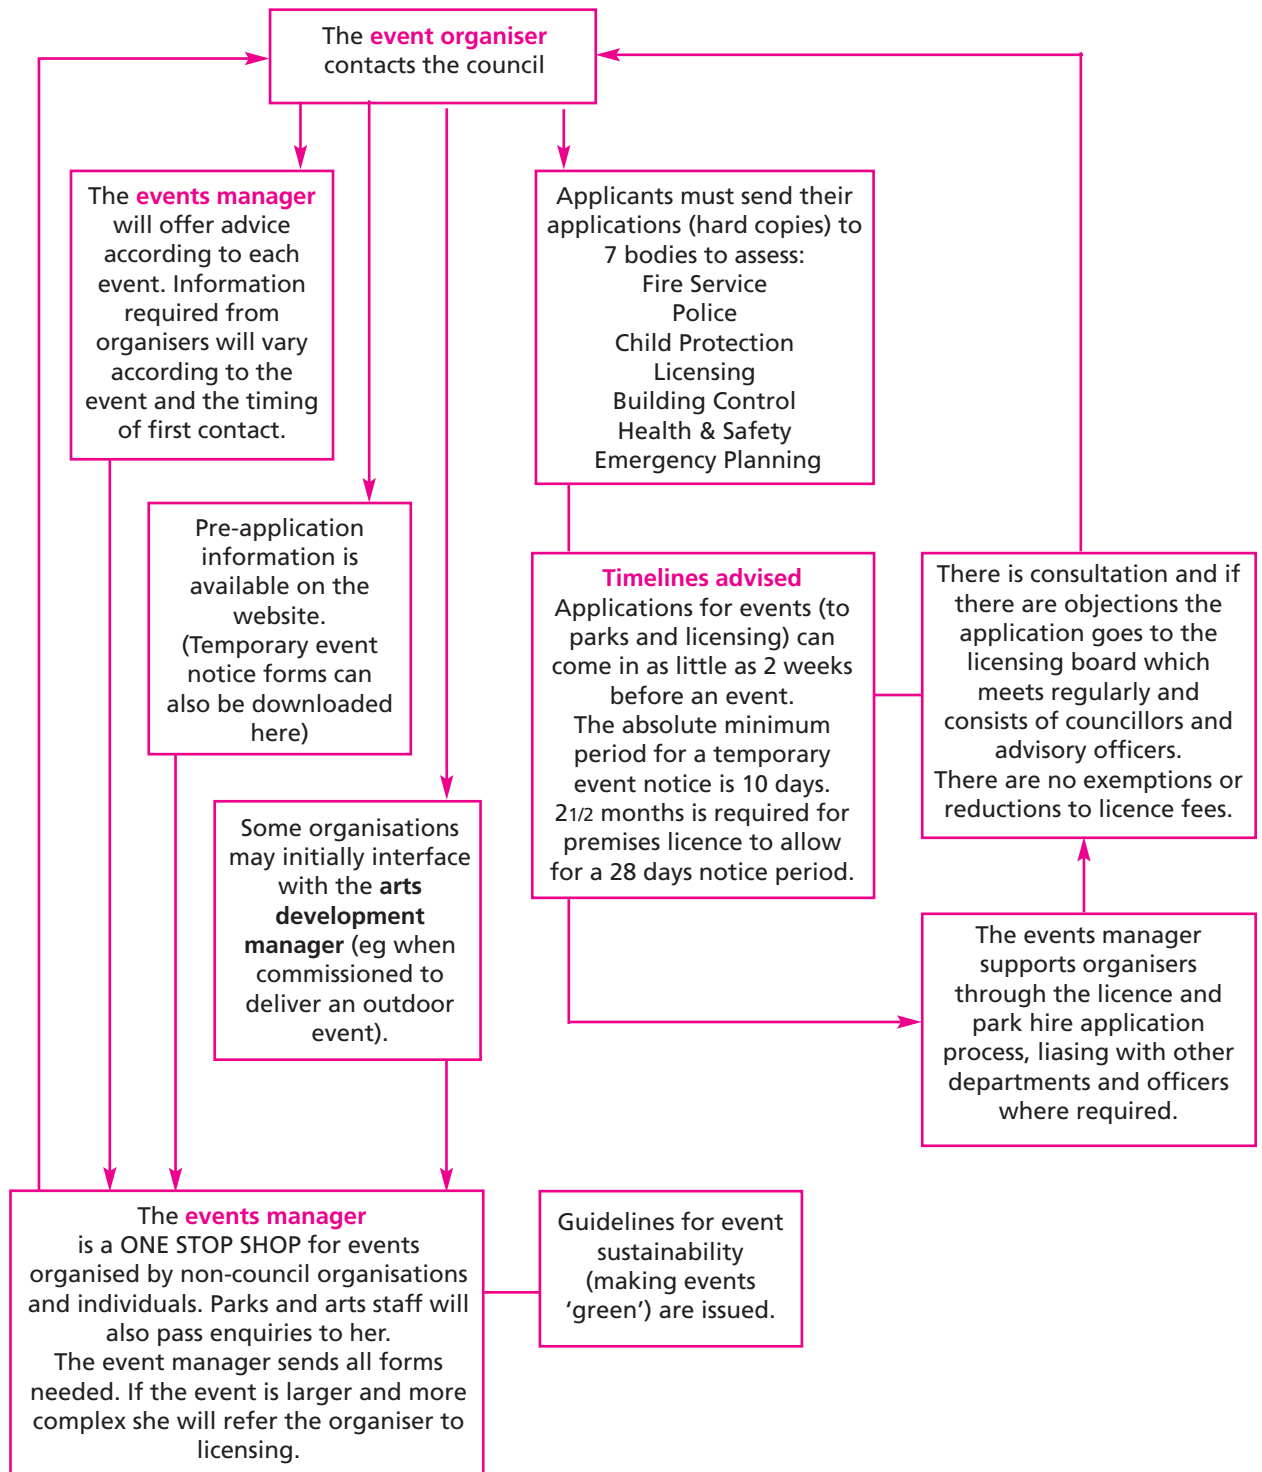 The event organiser
contacts the council
The events manager
will offer advice
according to each
event. Information
required from
organisers will vary
according to the
event and the timing
of first contact.
Applicants must send their
applications (hard copies) to
7 bodies to assess:
Fire Service
Police
Child Protection
Licensing
Building Control
Health & Safety
Emergency Planning
Pre-application
information is
available on the
website.
(Temporary event
notice forms can
also be downloaded
here)
Timelines advised
Applications for events (to
parks and licensing) can
come in as little as 2 weeks
before an event.
The absolute minimum
period for a temporary
event notice is 10 days.
21/2 months is required for
premises licence to allow
for a 28 days notice period.
There is consultation and if
there are objections the
application goes to the
licensing board which
meets regularly and
consists of councillors and
advisory officers.
There are no exemptions or
reductions to licence fees.
Some organisations
may initially interface
with the arts
development
manager (eg when
commissioned to
deliver an outdoor
event).
The events manager
supports organisers
through the licence and
park hire application
process, liasing with other
departments and officers
where required.
The events manager
is a ONE STOP SHOP for events
organised by non-council organisations
and individuals. Parks and arts staff will
also pass enquiries to her.
The event manager sends all forms
needed. If the event is larger and more
complex she will refer the organiser to
licensing.
Guidelines for event
sustainability
(making events
'green') are issued.